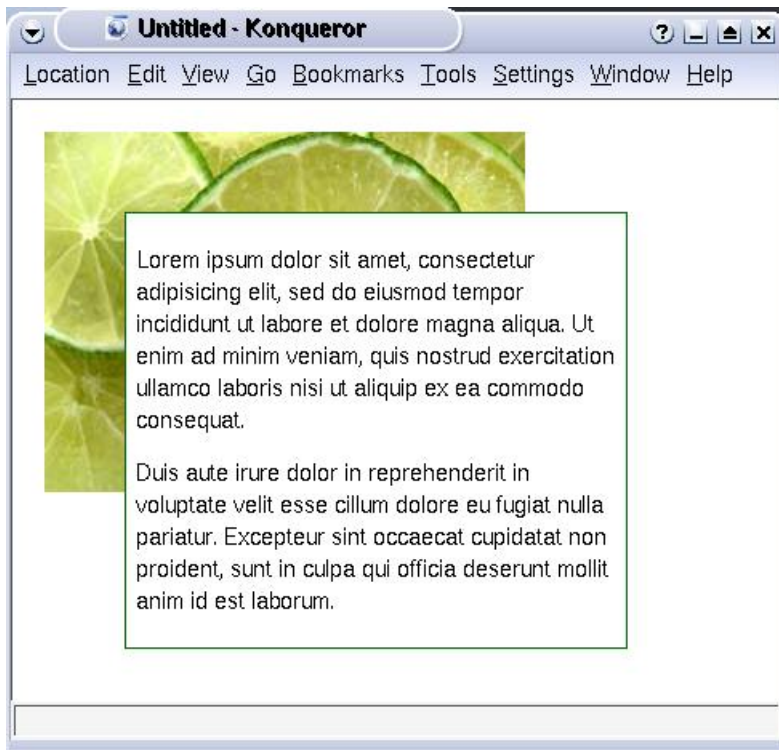 Untitled - Konqueror
Location Edit View Go Bookmarks Tools Settings Window Help
Lorem ipsum dolor sit amet, consectetur
adipisicing elit, sed do eiusmod tempor
incididunt ut labore et dolore magna aliqua. Ut
enim ad minim veniam, quis nostrud exercitation
ullamco laboris nisi ut aliquip ex ea commodo
consequat.
Duis aute irure dolor in reprehenderit in
voluptate velit esse cillum dolore eu fugiat nulla
pariatur. Excepteur sint occaecat cupidatat non
proident, sunt in culpa qui officia deserunt mollit
anim id est laborum.